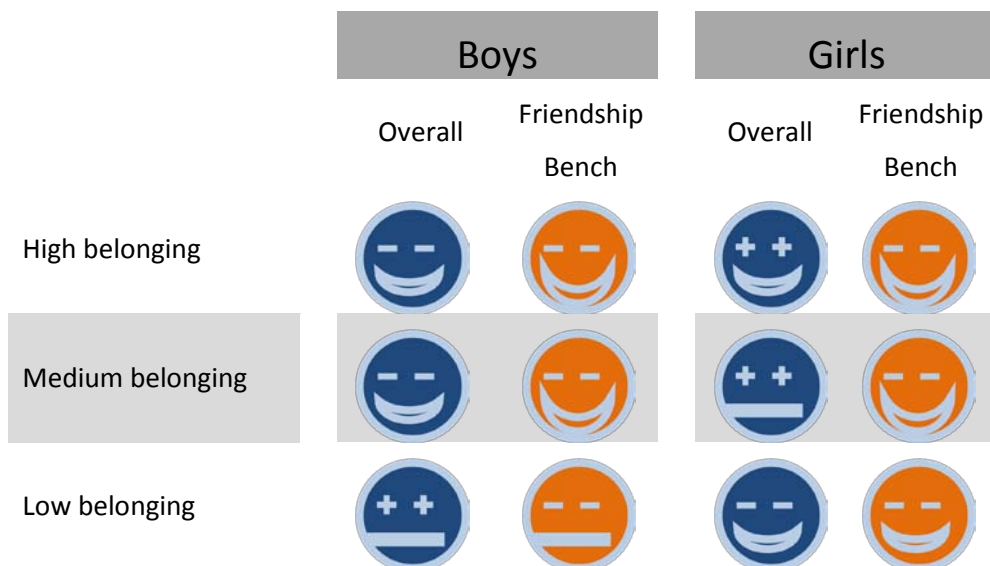 Boys Girls
Overall Friendship Bench Overall Friendship Bench
High belonging
Medium belonging
Low belonging